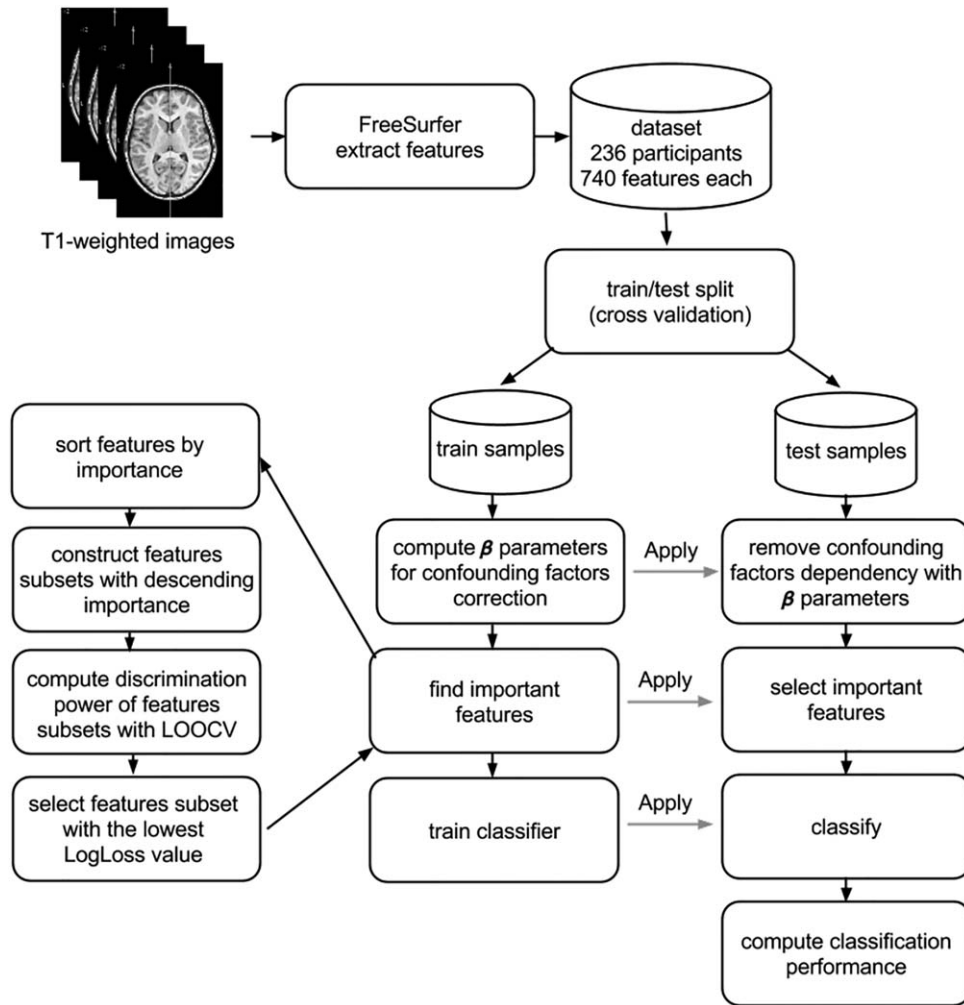 T1-weighted images
FreeSurfer
extract features
dataset
236 participants
740 features each
train/test split
(cross validation)
train samples
test samples
sort features by
importance
construct features
subsets with descending
importance
compute discrimination
power of features
subsets with LOOCV
select features subset
with the lowest
LogLoss value
compute β parameters
for confounding factors
correction
Apply
remove confounding
factors dependency with
β parameters
find important
features
Apply
select important
features
train classifier
Apply
classify
compute classification
performance